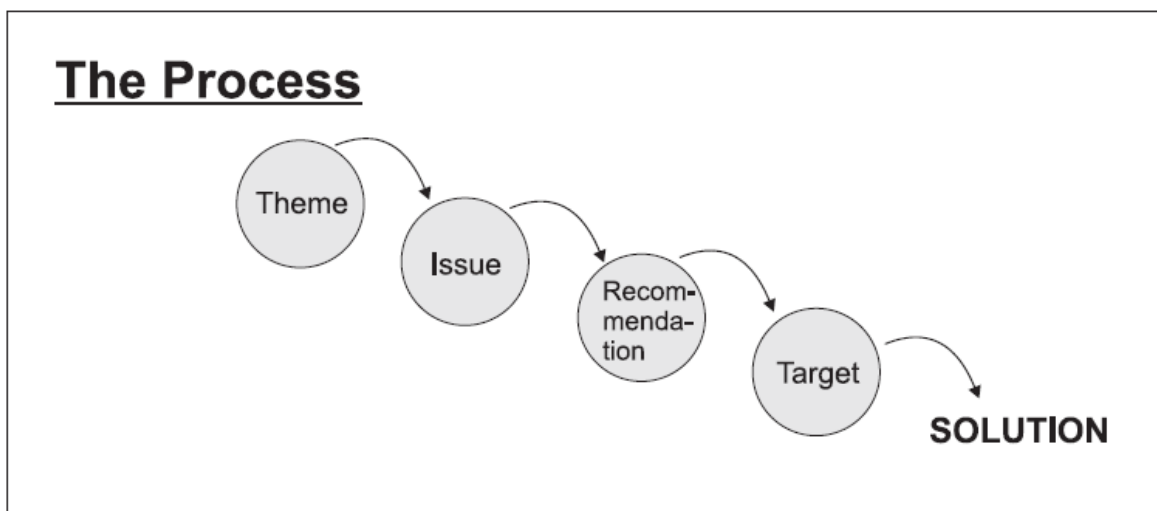 The Process
Theme
Issue
Recom-
menda-
tion
Target
SOLUTION